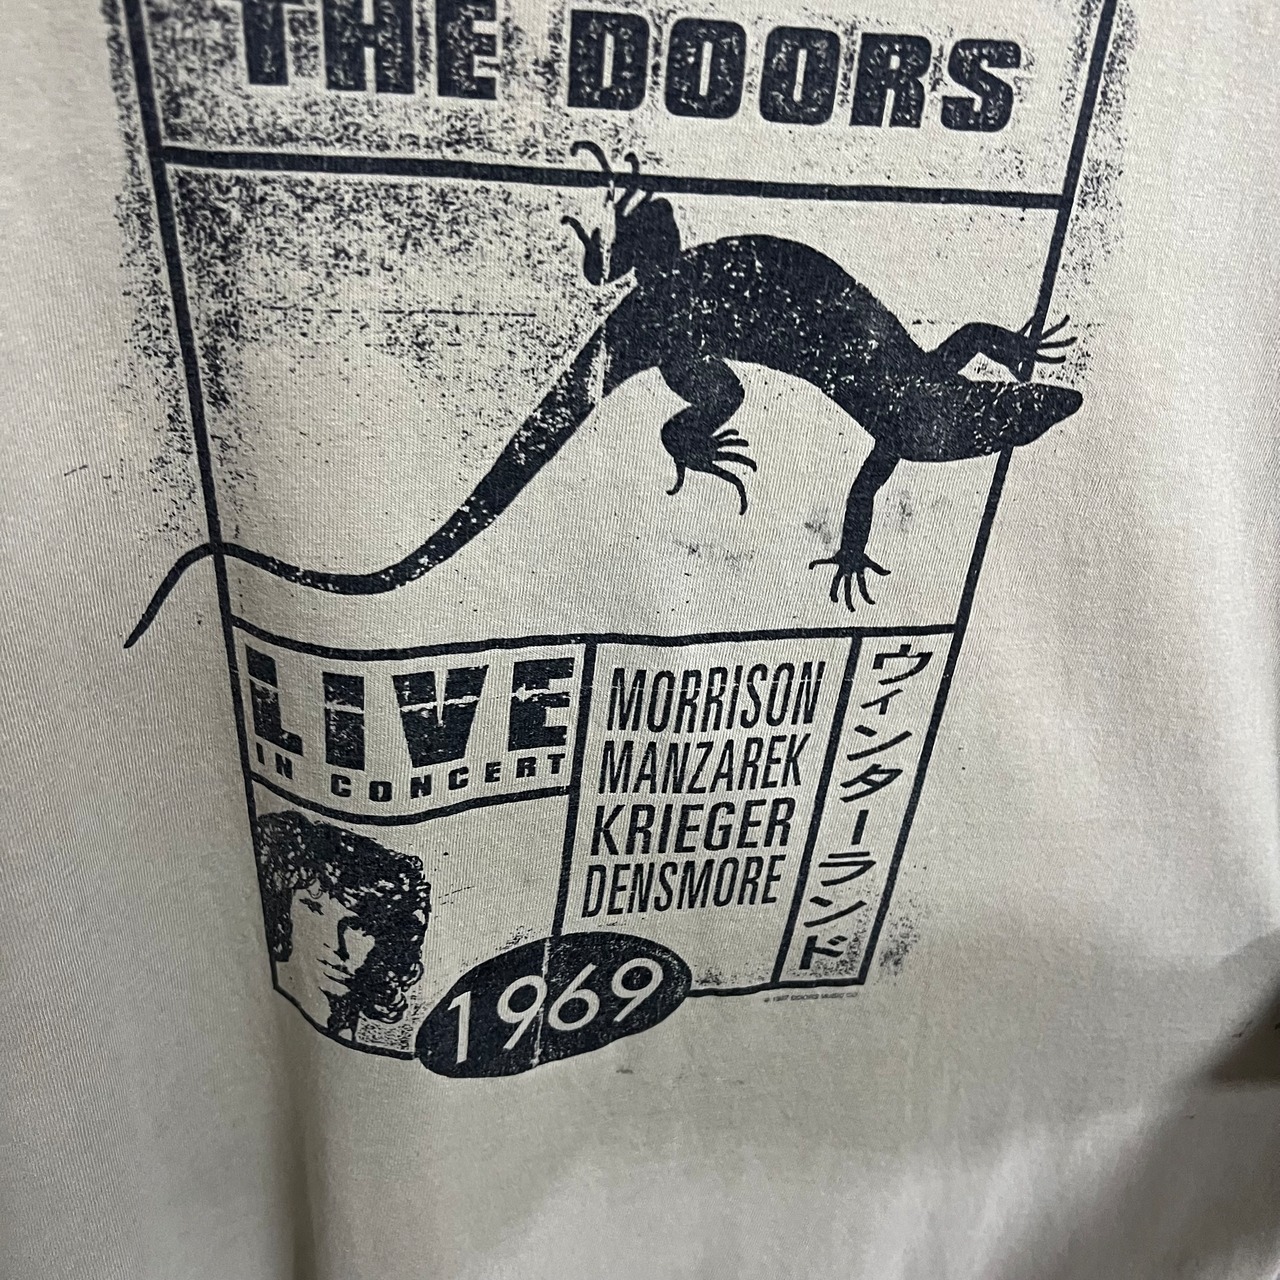 THE DOORS
LIVE
IN CONCERT
MORRISON
MANZAREK
KRIEGER
DENSMORE
ウィンターランド
1969